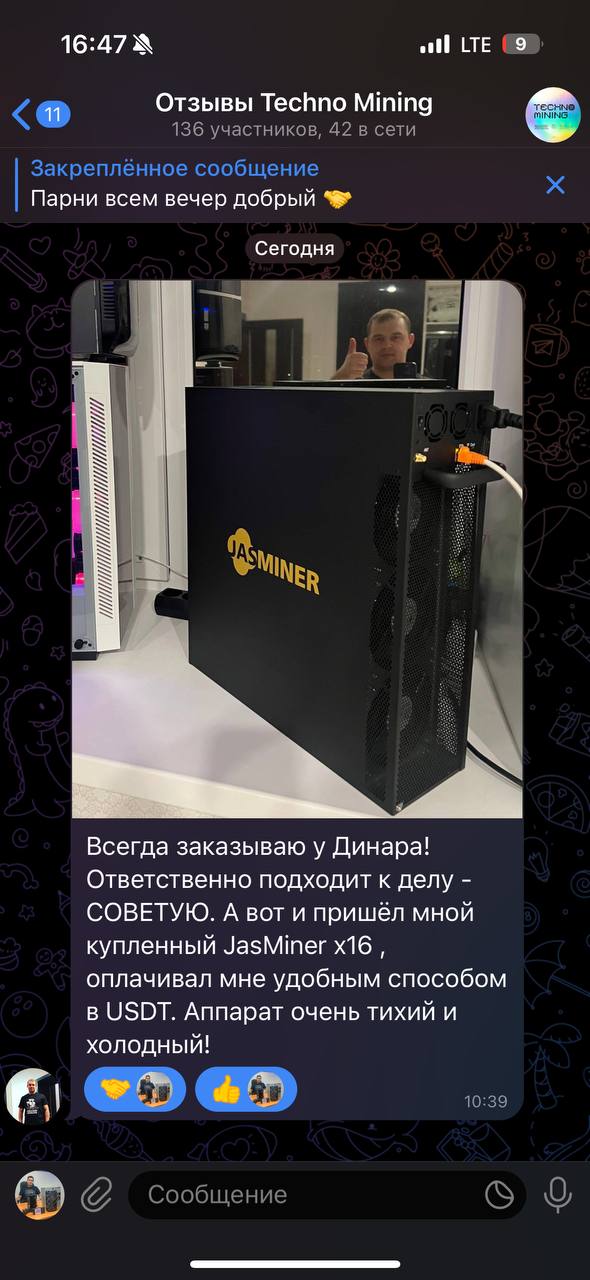 16:47
LTE
9
11
Отзывы Techno Mining
136 участников, 42 в сети
TECHNO
MINING
Закреплённое сообщение
Парни всем вечер добрый 🤝
Сегодня
JASMINER
Всегда заказываю у Динара!
Ответственно подходит к делу -
СОВЕТУЮ. А вот и пришёл мной
купленный JasMiner x16 ,
оплачивал мне удобным способом
в USDT. Аппарат очень тихий и
холодный!
🤝 👍
10:39
Сообщение